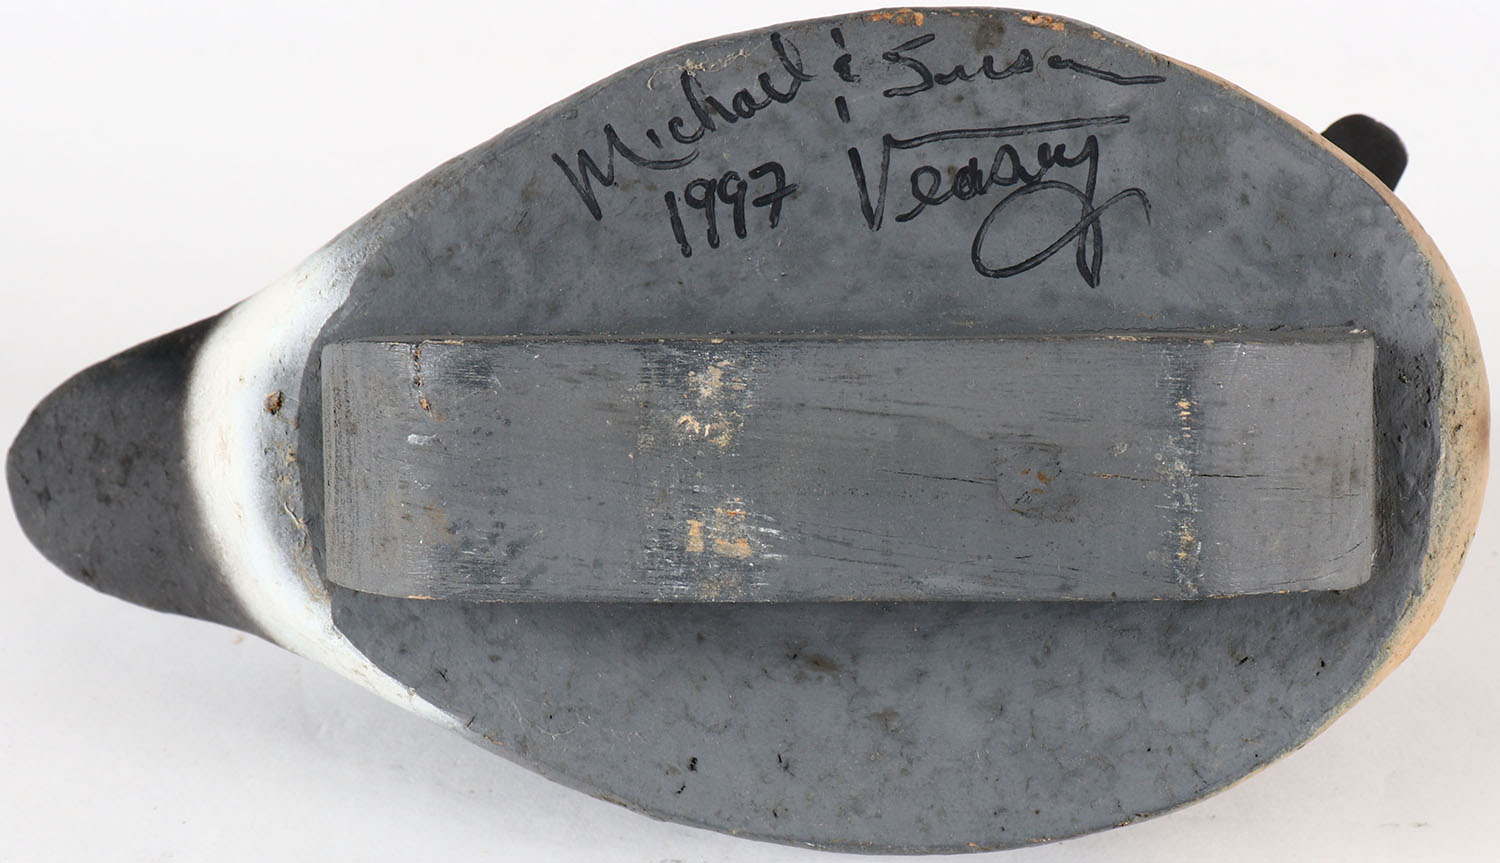 Michael & Susan
1997 Veasey